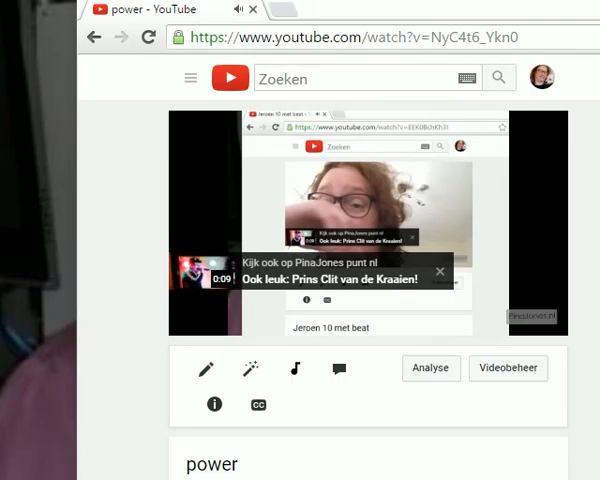 power - YouTube
https://www.youtube.com/watch?v=NyC4t6_Ykn0
Zoeken
Jeroen 10 met beat
https://www.youtube.com/watch?v=EEK0BchKh3I
Zoeken
Kijk ook op PinaJones punt nl
0:09 Ook leuk: Prins Clit van de Kraaien!
Kijk ook op PinaJones punt nl
0:09 Ook leuk: Prins Clit van de Kraaien!
PinaJones.nl
Jeroen 10 met beat
Analyse Videobeheer
CC
power